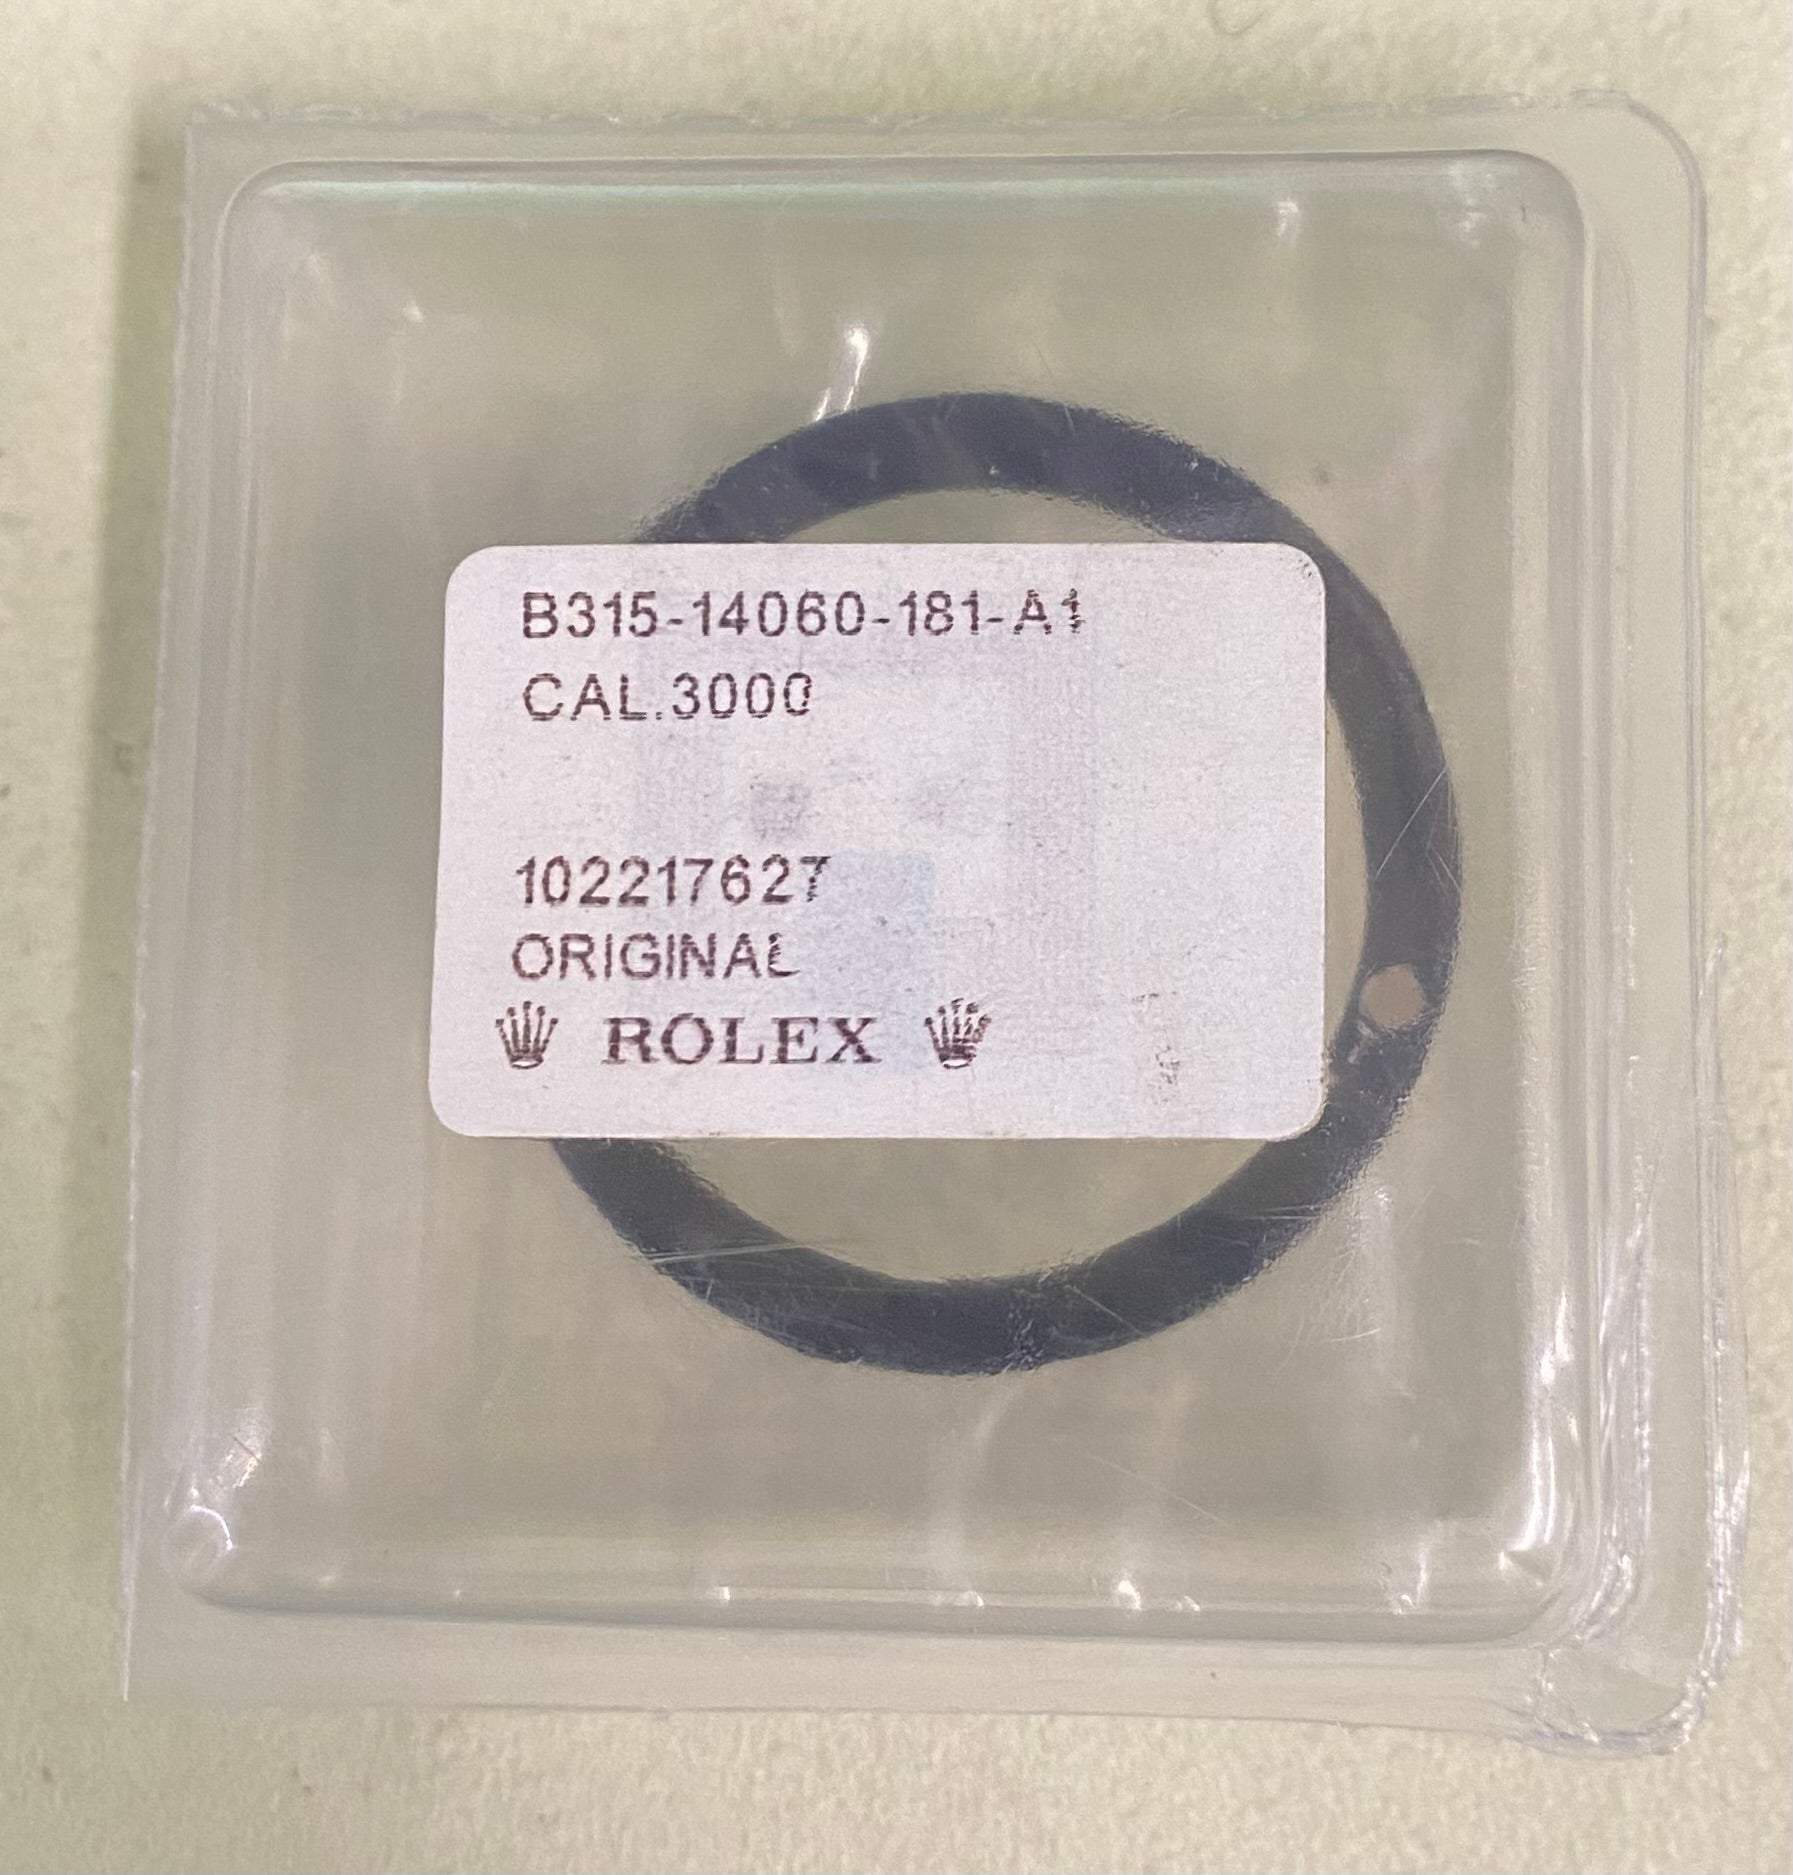 B315-14060-181-A1
CAL.3000
102217627
ORIGINAL
ROLEX